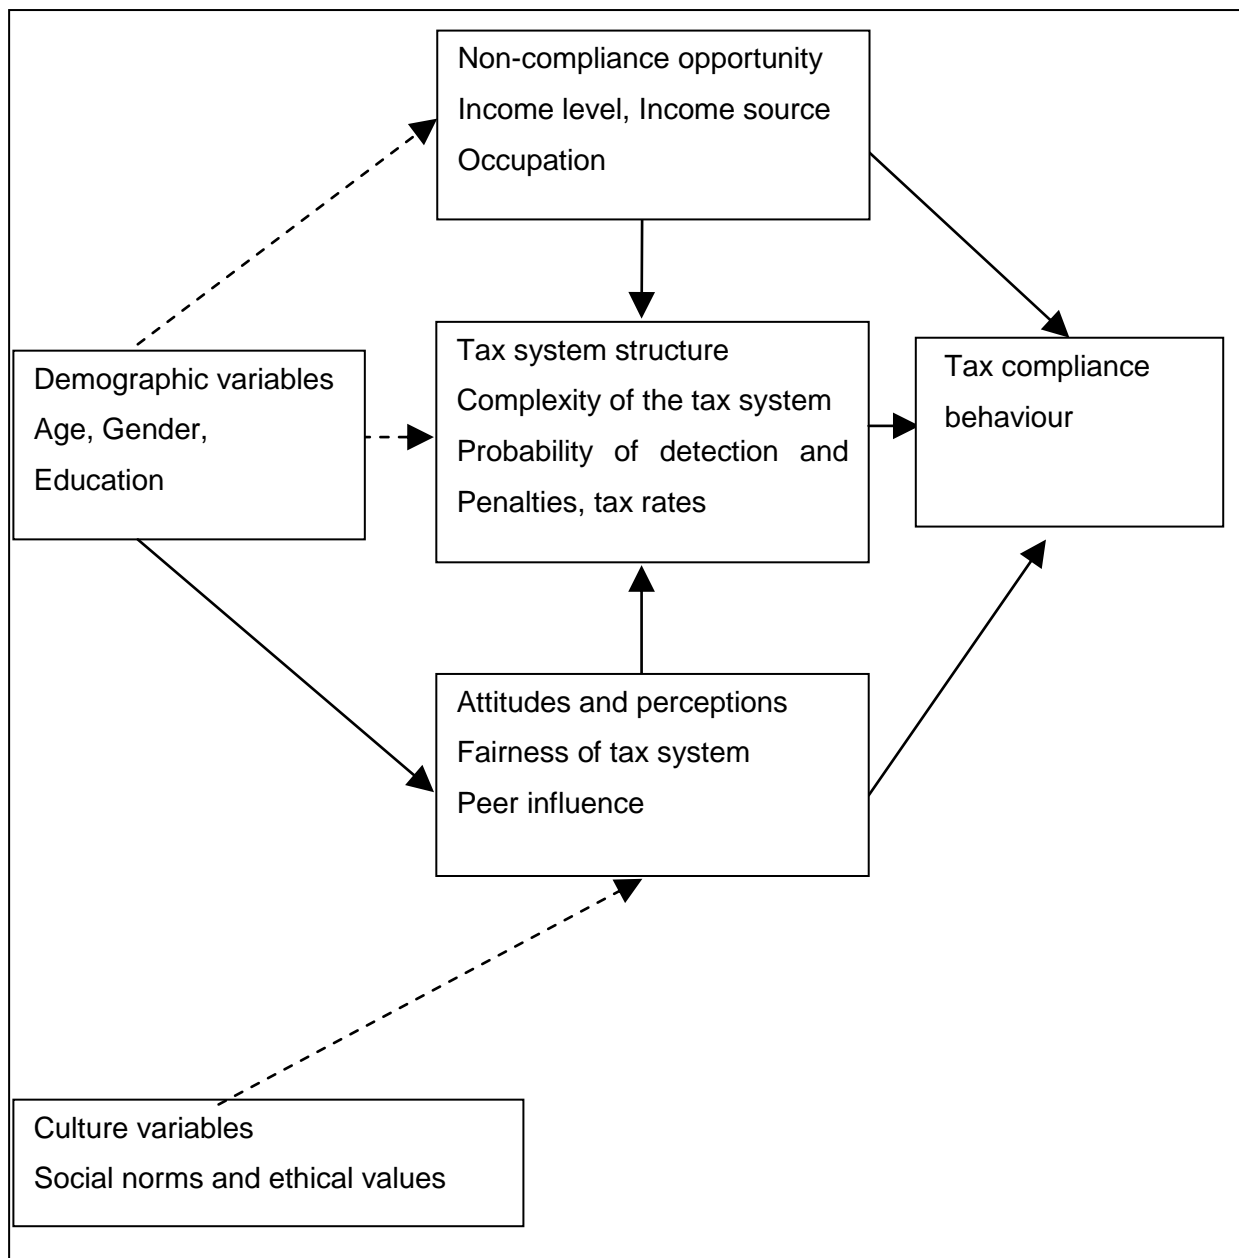 Non-compliance opportunity
Income level, Income source
Occupation
Demographic variables
Age, Gender,
Education
Tax system structure
Complexity of the tax system
Probability of detection and
Penalties, tax rates
Tax compliance
behaviour
Attitudes and perceptions
Fairness of tax system
Peer influence
Culture variables
Social norms and ethical values